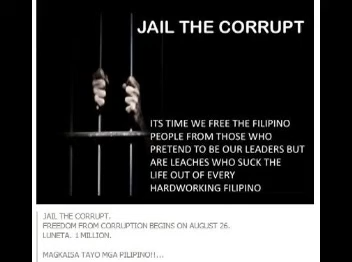 JAIL THE CORRUPT
ITS TIME WE FREE THE FILIPINO
PEOPLE FROM THOSE WHO
PRETEND TO BE OUR LEADERS BUT
ARE LEACHES WHO SUCK THE
LIFE OUT OF EVERY
HARDWORKING FILIPINO
JAIL THE CORRUPT.
FREEDOM FROM CORRUPTION BEGINS ON AUGUST 26.
LUNETA. 1 MILLION.
MAGKAISA TAYO MGA PILIPINO!!...